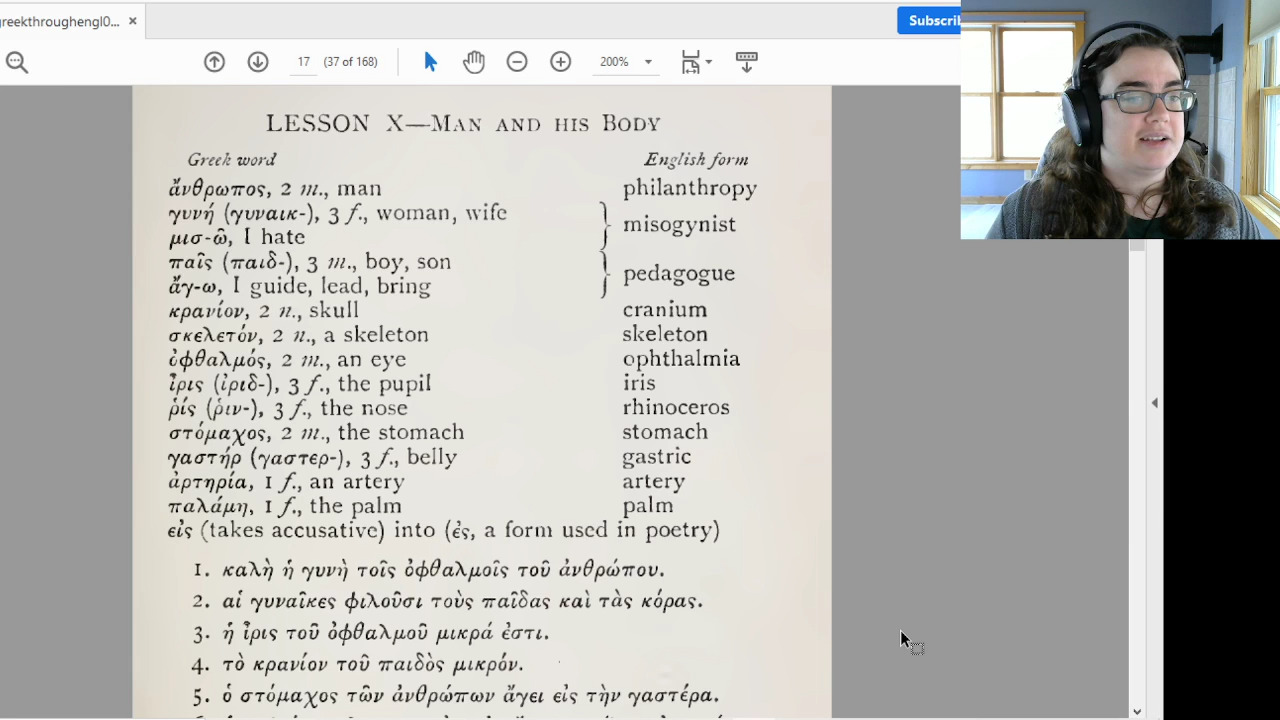 reekthroughengl0... ×
Subscri
17 (37 of 168) 200%
LESSON X—MAN AND HIS BODY
Greek word English form
ἄνθρωπος, 2 m., man philanthropy
γυνή (γυναικ-), 3 f., woman, wife
misogynist
μισ-ῶ, I hate
παῖς (παιδ-), 3 m., boy, son
pedagogue
ἄγ-ω, I guide, lead, bring
κρανίον, 2 n., skull cranium
σκελετόν, 2 n., a skeleton skeleton
ὀφθαλμός, 2 m., an eye ophthalmia
ἶρις (ἰριδ-), 3 f., the pupil iris
ῥίς (ῥιν-), 3 f., the nose rhinoceros
στόμαχος, 2 m., the stomach stomach
γαστήρ (γαστερ-), 3 f., belly gastric
ἀρτηρία, 1 f., an artery artery
παλάμη, 1 f., the palm palm
εἰς (takes accusative) into (ἐς, a form used in poetry)
1. καλὴ ἡ γυνὴ τοῖς ὀφθαλμοῖς τοῦ ἀνθρώπου.
2. αἱ γυναῖκες φιλοῦσι τοὺς παῖδας καὶ τὰς κόρας.
3. ἡ ἶρις τοῦ ὀφθαλμοῦ μικρά ἐστι.
4. τὸ κρανίον τοῦ παιδὸς μικρόν.
5. ὁ στόμαχος τῶν ἀνθρώπων ἄγει εἰς τὴν γαστέρα.